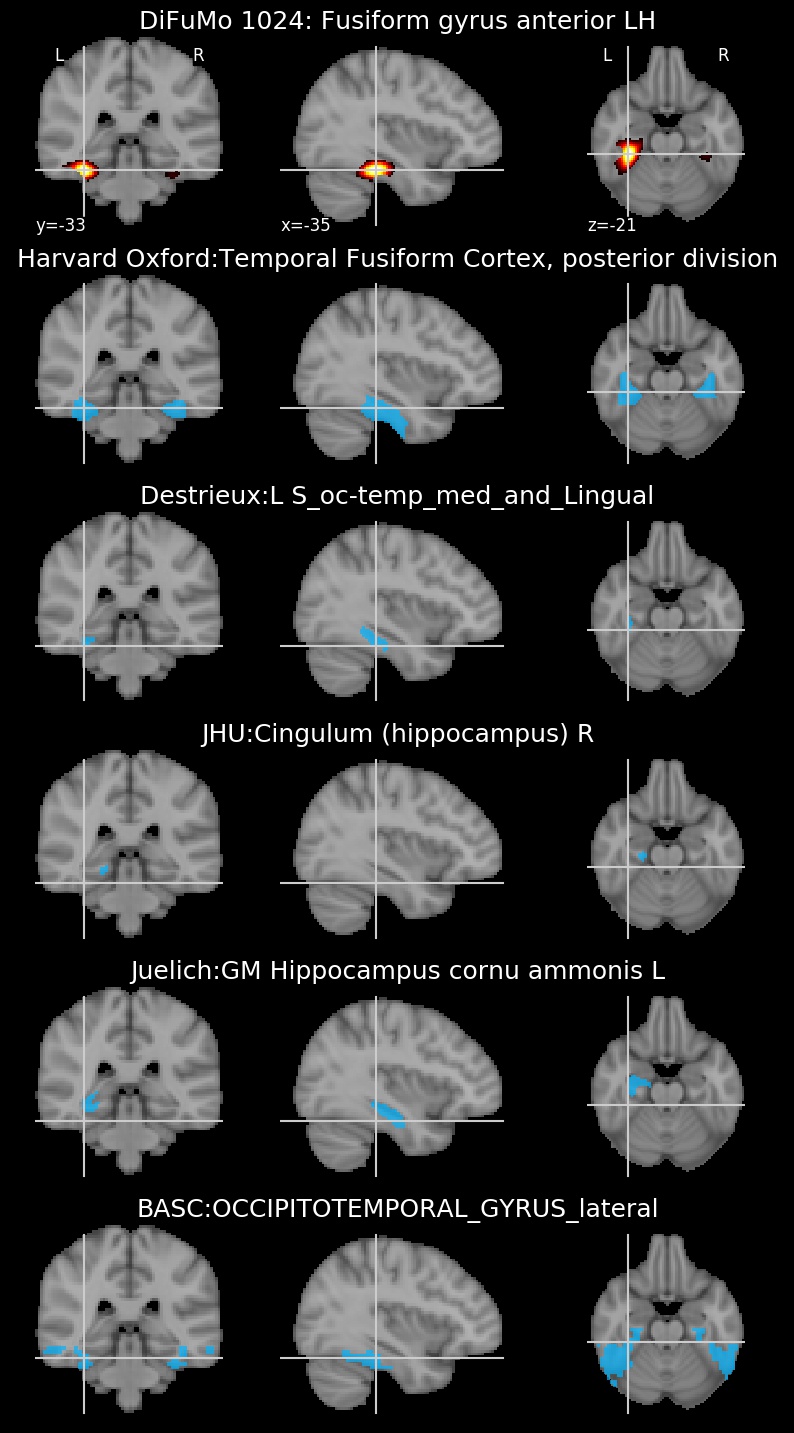 DiFuMo 1024: Fusiform gyrus anterior LH
L R L R
y=-33 x=-35 z=-21
Harvard Oxford:Temporal Fusiform Cortex, posterior division
Destrieux:L S_oc-temp_med_and_Lingual
JHU:Cingulum (hippocampus) R
Juelich:GM Hippocampus cornu ammonis L
BASC:OCCIPITOTEMPORAL_GYRUS_lateral